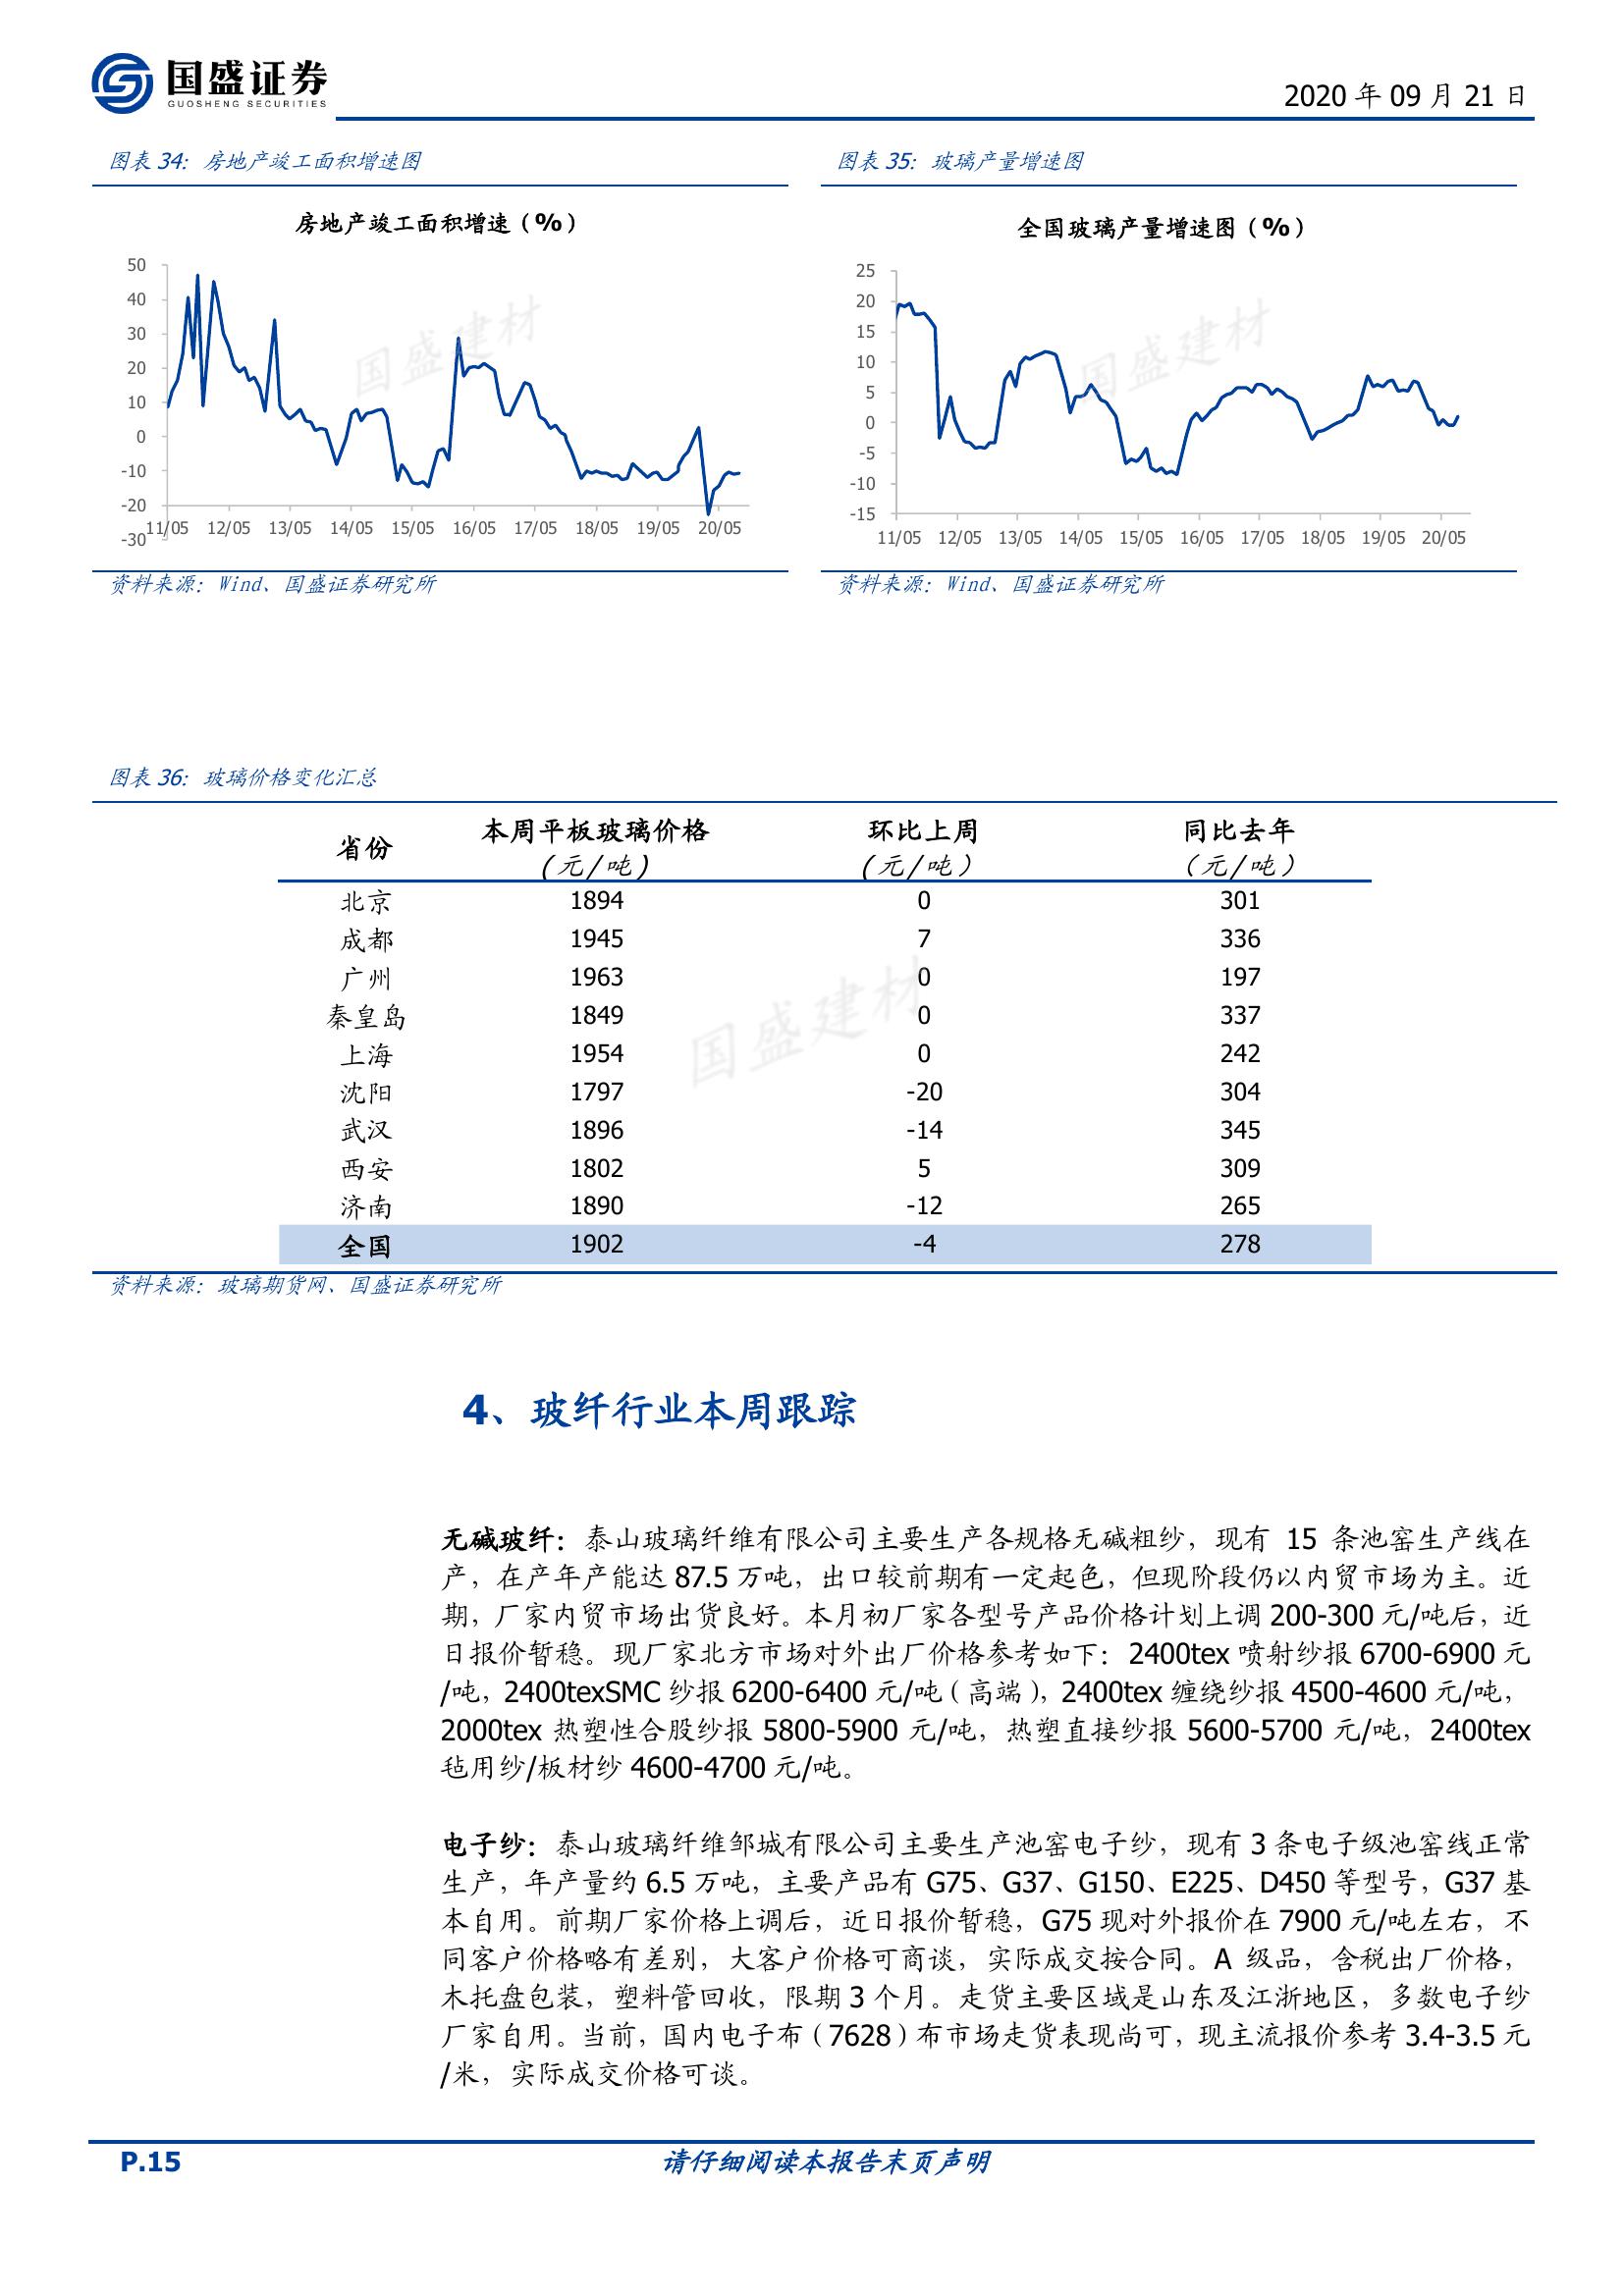 国盛证券
GUOSHENG SECURITIES
2020 年 09 月 21 日
图表 34：房地产竣工面积增速图
房地产竣工面积增速（%）
50
40
30
20
10
0
-10
-20
-30
11/05 12/05 13/05 14/05 15/05 16/05 17/05 18/05 19/05 20/05
国盛建材
资料来源：Wind、国盛证券研究所
图表 35：玻璃产量增速图
全国玻璃产量增速图（%）
25
20
15
10
5
0
-5
-10
-15
11/05 12/05 13/05 14/05 15/05 16/05 17/05 18/05 19/05 20/05
国盛建材
资料来源：Wind、国盛证券研究所
图表 36：玻璃价格变化汇总
省份 本周平板玻璃价格（元/吨） 环比上周（元/吨） 同比去年（元/吨）
北京 1894 0 301
成都 1945 7 336
广州 1963 0 197
秦皇岛 1849 0 337
上海 1954 0 242
沈阳 1797 -20 304
武汉 1896 -14 345
西安 1802 5 309
济南 1890 -12 265
全国 1902 -4 278
国盛建材
资料来源：玻璃期货网、国盛证券研究所
4、玻纤行业本周跟踪
无碱玻纤：泰山玻璃纤维有限公司主要生产各规格无碱粗纱，现有 15 条池窑生产线在
产，在产年产能达 87.5 万吨，出口较前期有一定起色，但现阶段仍以内贸市场为主。近
期，厂家内贸市场出货良好。本月初厂家各型号产品价格计划上调 200-300 元/吨后，近
日报价暂稳。现厂家北方市场对外出厂价格参考如下：2400tex 喷射纱报 6700-6900 元
/吨，2400texSMC 纱报 6200-6400 元/吨（高端），2400tex 缠绕纱报 4500-4600 元/吨，
2000tex 热塑性合股纱报 5800-5900 元/吨，热塑直接纱报 5600-5700 元/吨，2400tex
毡用纱/板材纱 4600-4700 元/吨。
电子纱：泰山玻璃纤维邹城有限公司主要生产池窑电子纱，现有 3 条电子级池窑线正常
生产，年产量约 6.5 万吨，主要产品有 G75、G37、G150、E225、D450 等型号，G37 基
本自用。前期厂家价格上调后，近日报价暂稳，G75 现对外报价在 7900 元/吨左右，不
同客户价格略有差别，大客户价格可商谈，实际成交按合同。A 级品，含税出厂价格，
木托盘包装，塑料管回收，限期 3 个月。走货主要区域是山东及江浙地区，多数电子纱
厂家自用。当前，国内电子布（7628）布市场走货表现尚可，现主流报价参考 3.4-3.5 元
/米，实际成交价格可谈。
P.15
请仔细阅读本报告末页声明